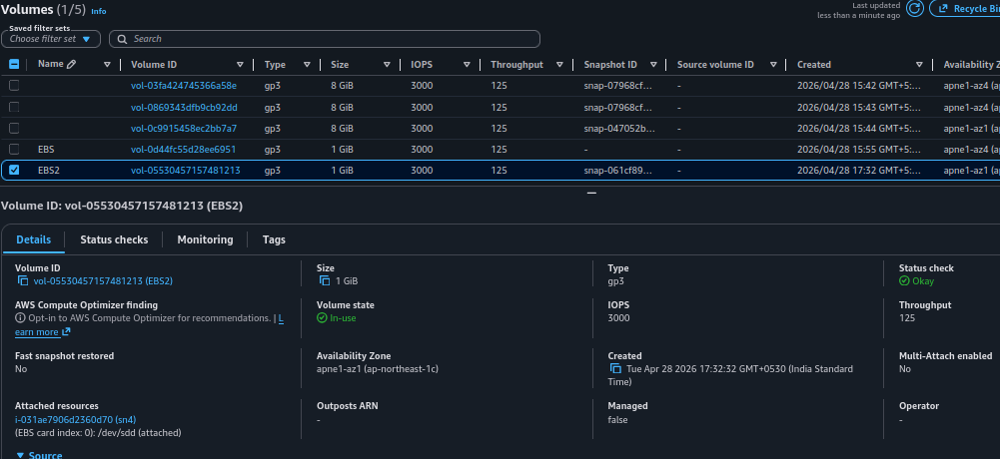 Volumes (1/5) Info
Last updated
less than a minute ago
Recycle Bin
Saved filter sets
Choose filter set
Search
Name Volume ID Type Size IOPS Throughput Snapshot ID Source volume ID Created Availability Z
vol-03fa424745366a58e gp3 8 GiB 3000 125 snap-07968cf... - 2026/04/28 15:42 GMT+5:... apne1-az4 (ap
vol-0869343dfb9cb92dd gp3 8 GiB 3000 125 snap-07968cf... - 2026/04/28 15:43 GMT+5:... apne1-az4 (ap
vol-0c9915458ec2bb7a7 gp3 8 GiB 3000 125 snap-047052b... - 2026/04/28 15:44 GMT+5:... apne1-az1 (ap
EBS vol-0d44fc55d28ee6951 gp3 1 GiB 3000 125 - - 2026/04/28 15:55 GMT+5:... apne1-az4 (ap
EBS2 vol-05530457157481213 gp3 1 GiB 3000 125 snap-061cf89... - 2026/04/28 17:32 GMT+5:... apne1-az1 (ap
Volume ID: vol-05530457157481213 (EBS2)
Details Status checks Monitoring Tags
Volume ID
vol-05530457157481213 (EBS2)
Size
1 GiB
Type
gp3
Status check
Okay
AWS Compute Optimizer finding
Opt-in to AWS Compute Optimizer for recommendations. | L
earn more
Volume state
In-use
IOPS
3000
Throughput
125
Fast snapshot restored
No
Availability Zone
apne1-az1 (ap-northeast-1c)
Created
Tue Apr 28 2026 17:32:32 GMT+0530 (India Standard
Time)
Multi-Attach enabled
No
Attached resources
i-031ae7906d2360d70 (sn4)
(EBS card index: 0): /dev/sdd (attached)
Outposts ARN
-
Managed
false
Operator
-
Source